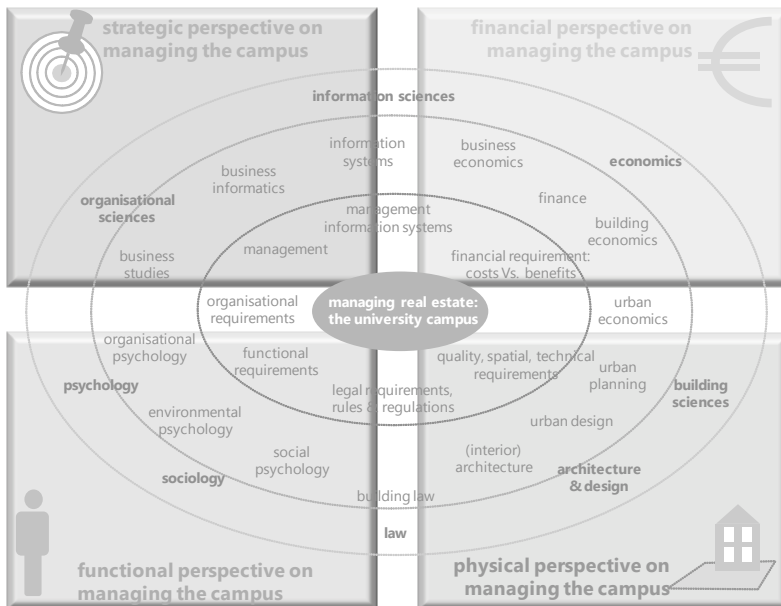 strategic perspective on
managing the campus
financial perspective on
managing the campus
information sciences
information
systems
business
economics
economics
business
informatics
organisational
sciences
finance
management
information systems
building
economics
business
studies
management
financial requirement:
costs Vs. benefits
organisational
requirements
managing real estate:
the university campus
urban
economics
organisational
psychology
functional
requirements
quality, spatial, technical
requirements
urban
planning
psychology
legal requirements,
rules & regulations
building
sciences
environmental
psychology
urban design
social
psychology
(interior)
architecture
sociology
architecture
& design
building law
law
functional perspective on
managing the campus
physical perspective on
managing the campus